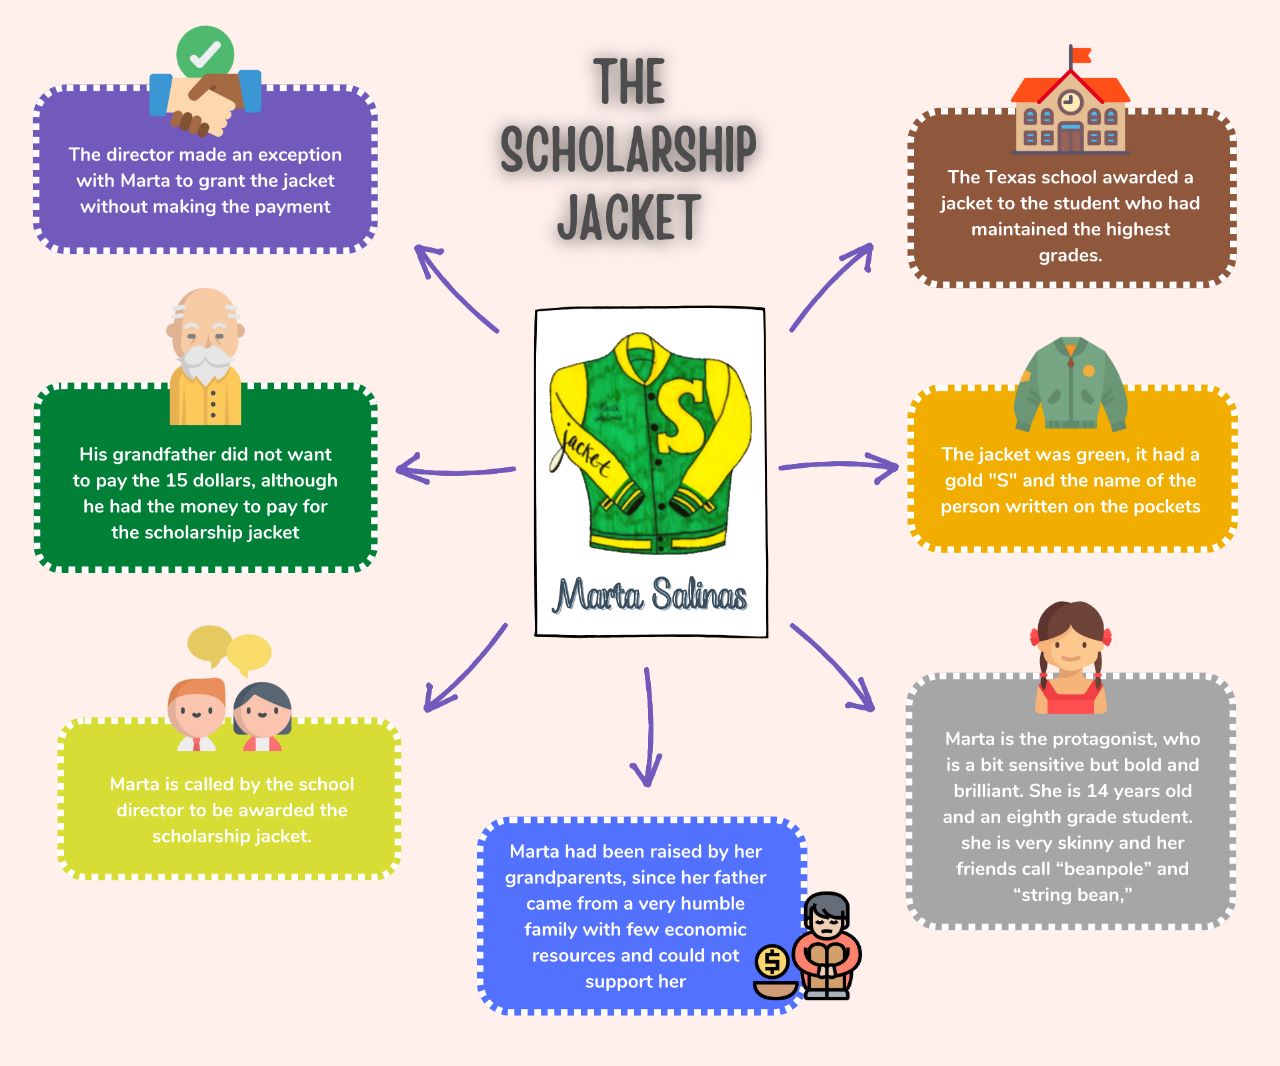 THE
SCHOLARSHIP
JACKET
The director made an exception
with Marta to grant the jacket
without making the payment
The Texas school awarded a
jacket to the student who had
maintained the highest
grades.
His grandfather did not want
to pay the 15 dollars, although
he had the money to pay for
the scholarship jacket
S
jacket
Marta Salinas
The jacket was green, it had a
gold "S" and the name of the
person written on the pockets
Marta is called by the school
director to be awarded the
scholarship jacket.
Marta had been raised by her
grandparents, since her father
came from a very humble
family with few economic
resources and could not
support her
$
Marta is the protagonist, who
is a bit sensitive but bold and
brilliant. She is 14 years old
and an eighth grade student.
she is very skinny and her
friends call “beanpole” and
“string bean,”